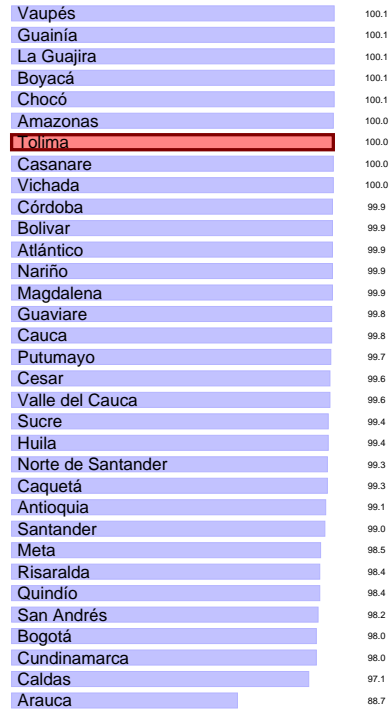 Vaupés 100.1
Guainía 100.1
La Guajira 100.1
Boyacá 100.1
Chocó 100.1
Amazonas 100.0
Tolima 100.0
Casanare 100.0
Vichada 100.0
Córdoba 99.9
Bolivar 99.9
Atlántico 99.9
Nariño 99.9
Magdalena 99.9
Guaviare 99.8
Cauca 99.8
Putumayo 99.7
Cesar 99.6
Valle del Cauca 99.6
Sucre 99.4
Huila 99.4
Norte de Santander 99.3
Caquetá 99.3
Antioquia 99.1
Santander 99.0
Meta 98.5
Risaralda 98.4
Quindío 98.4
San Andrés 98.2
Bogotá 98.0
Cundinamarca 98.0
Caldas 97.1
Arauca 88.7